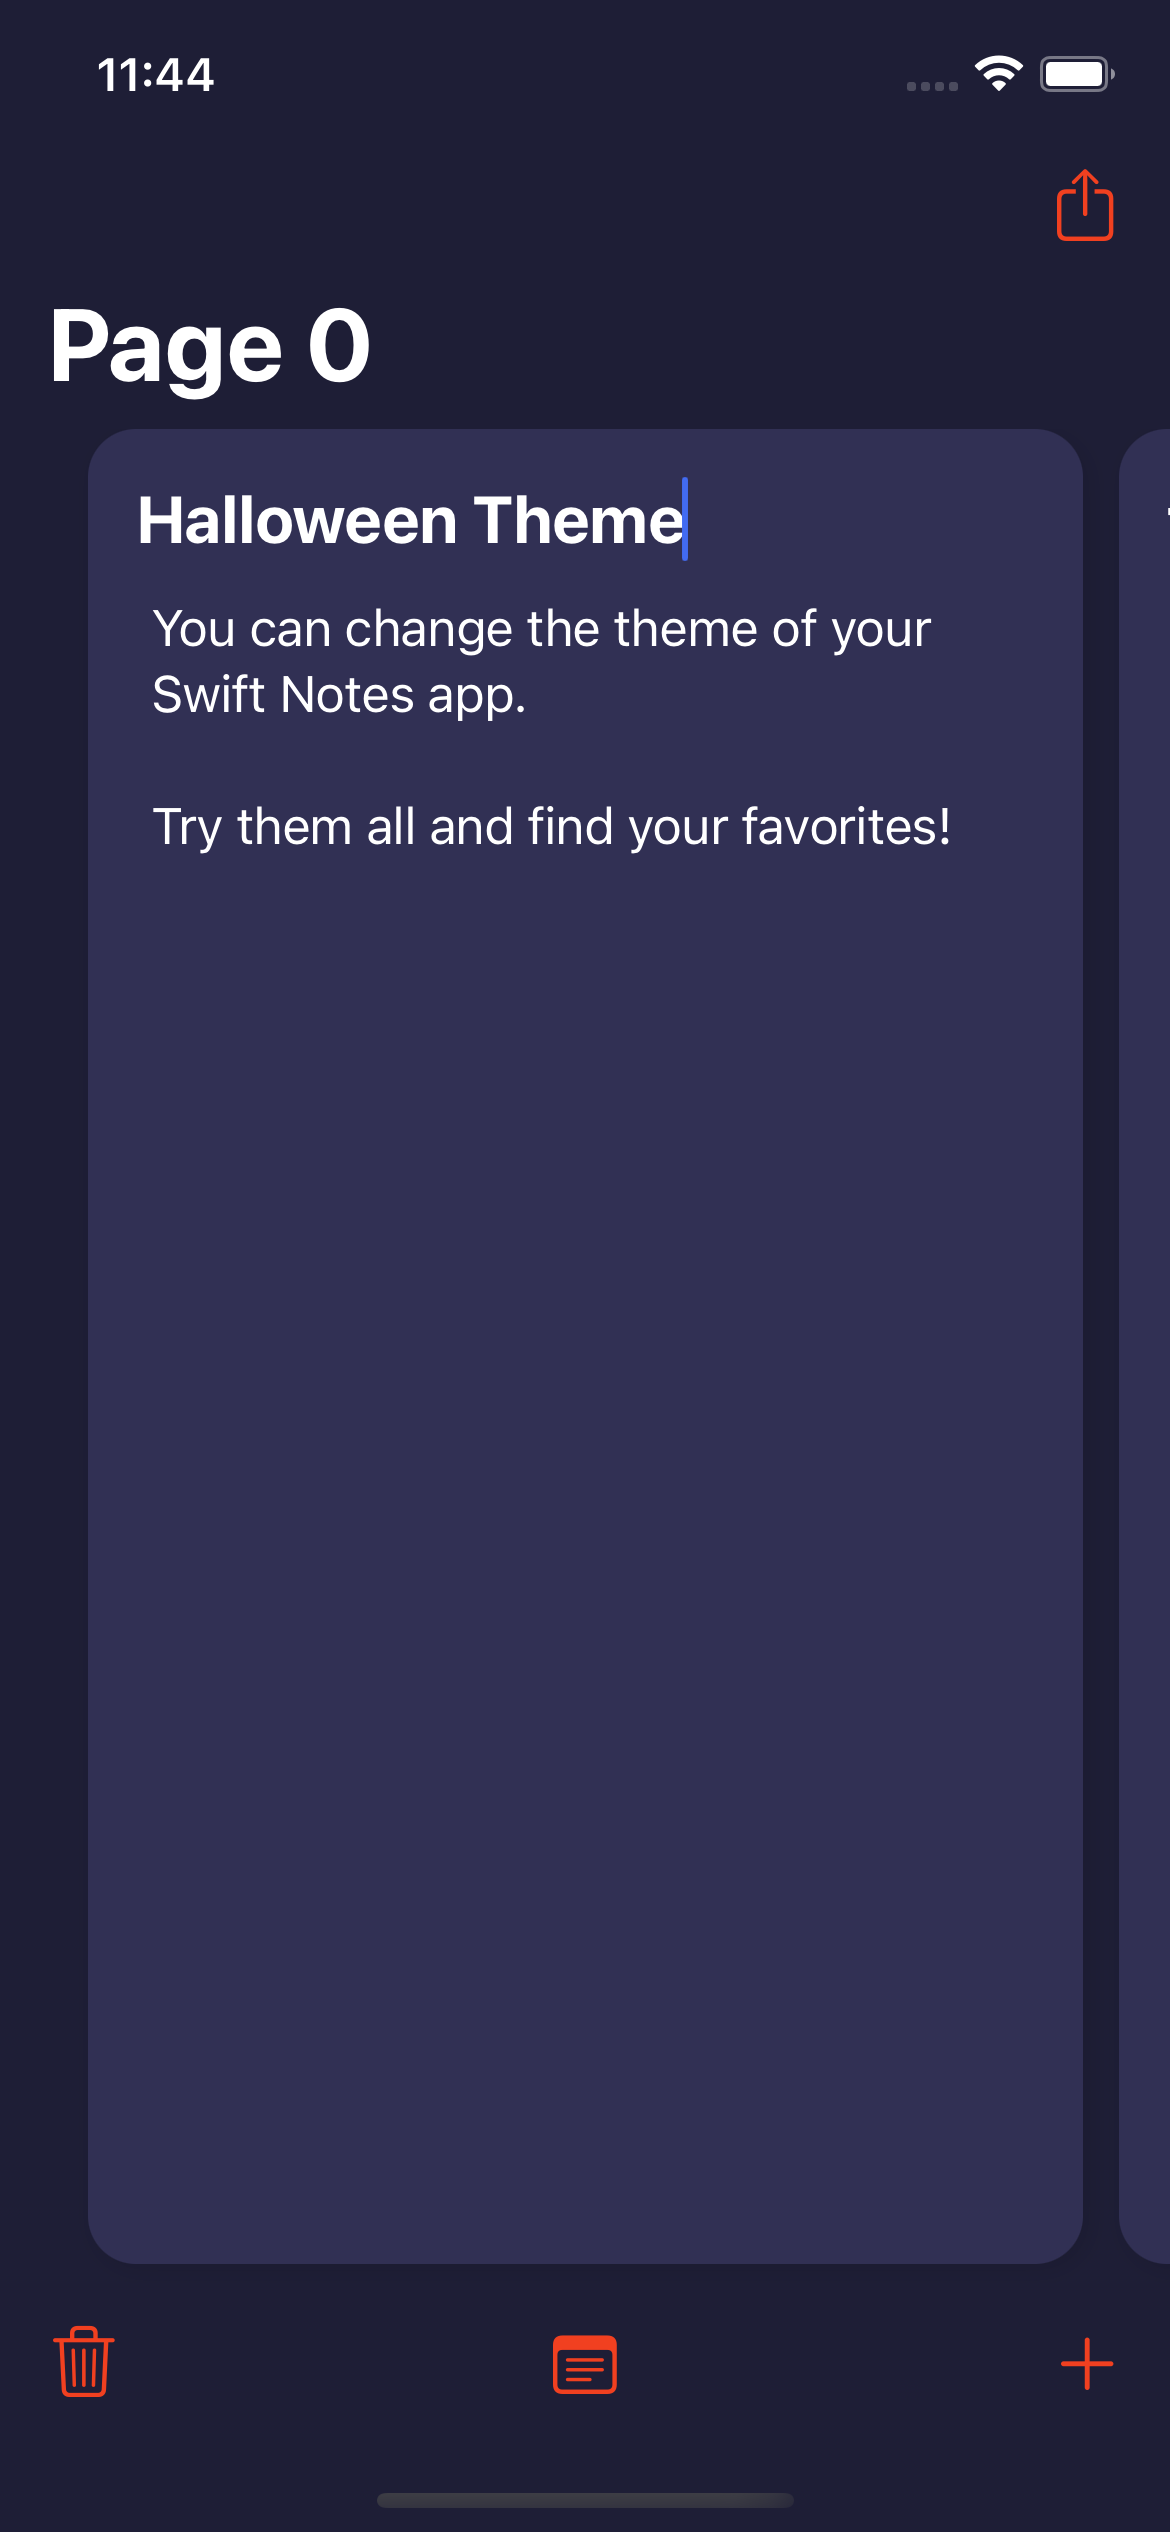 11:44
Page 0
Halloween Theme
You can change the theme of your
Swift Notes app.
Try them all and find your favorites!